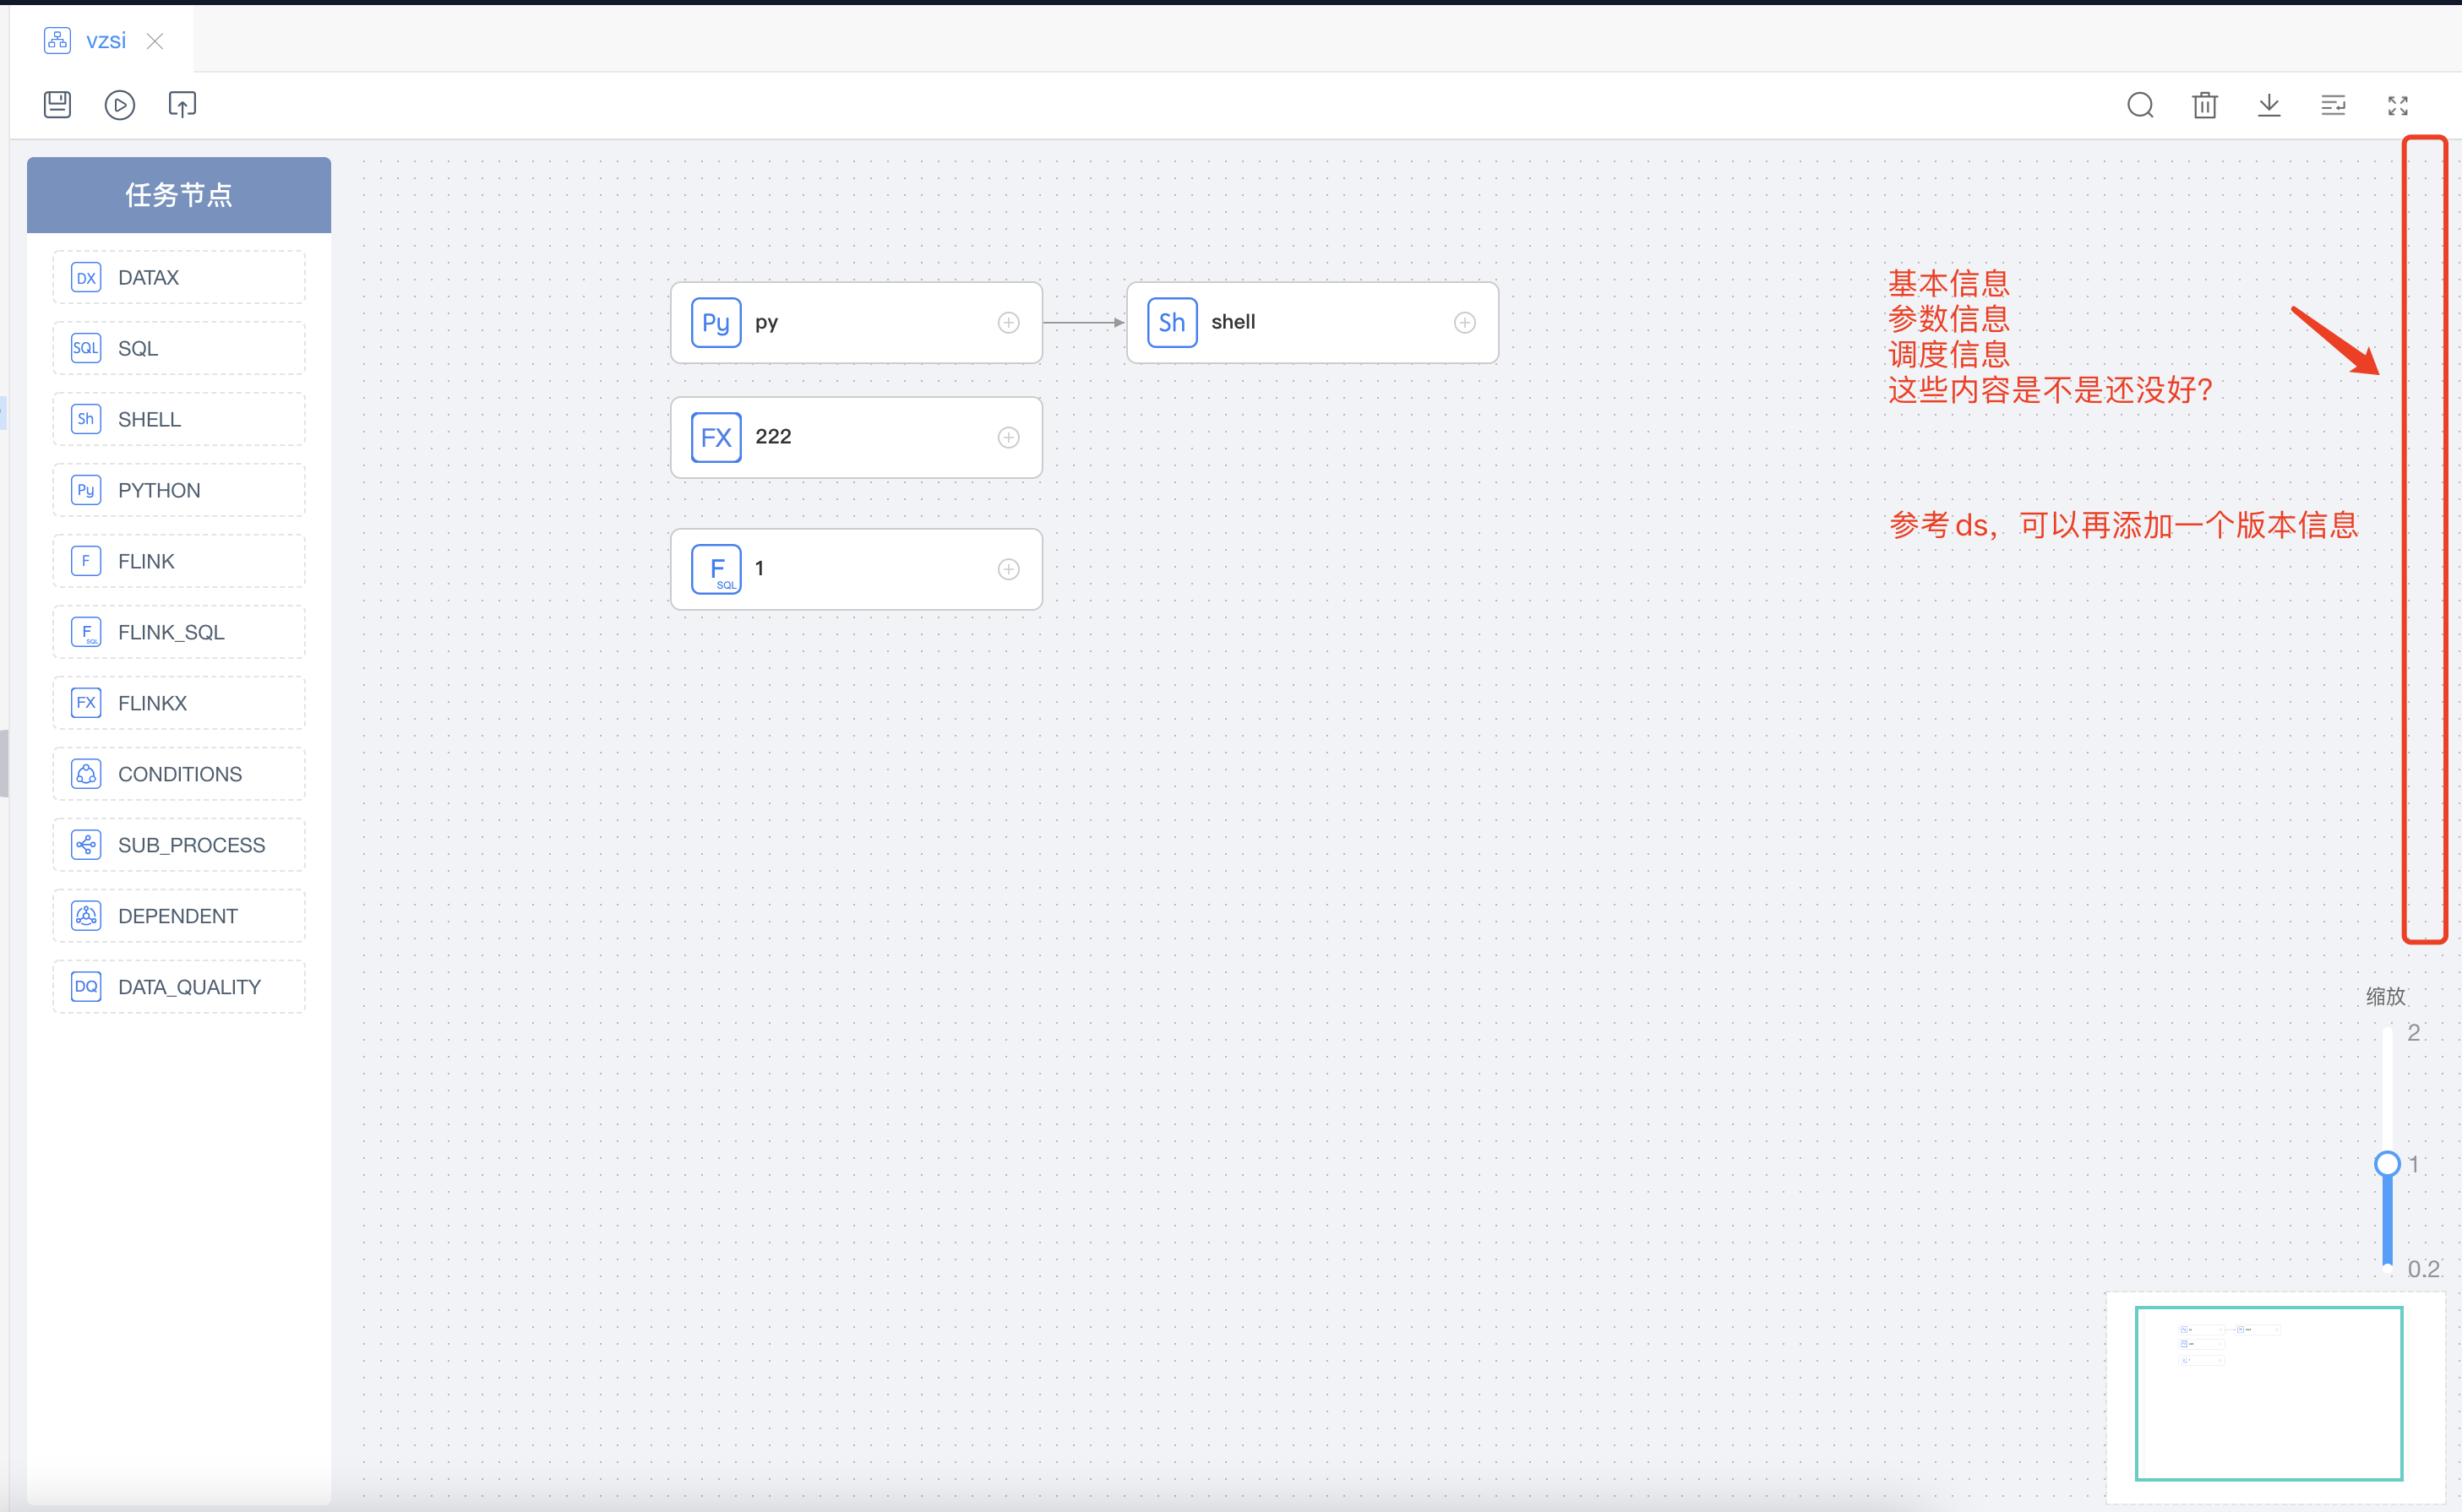 vzsi
任务节点
DX DATAX
SQL SQL
Sh SHELL
Py PYTHON
F FLINK
F SQL FLINK_SQL
FX FLINKX
CONDITIONS
SUB_PROCESS
DEPENDENT
DQ DATA_QUALITY
Py py
Sh shell
FX 222
F SQL 1
基本信息
参数信息
调度信息
这些内容是不是还没好?
参考ds，可以再添加一个版本信息
缩放
2
1
0.2